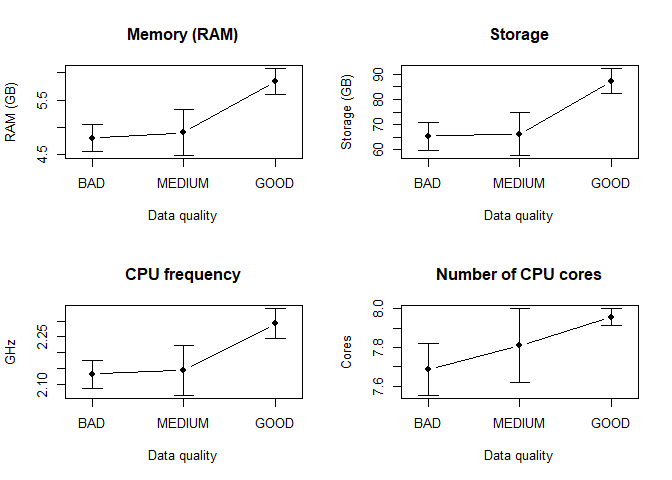 Memory (RAM)
RAM (GB)
4.5 5.5
BAD MEDIUM GOOD
Data quality
Storage
Storage (GB)
60 70 80 90
BAD MEDIUM GOOD
Data quality
CPU frequency
GHz
2.10 2.25
BAD MEDIUM GOOD
Data quality
Number of CPU cores
Cores
7.6 7.8 8.0
BAD MEDIUM GOOD
Data quality